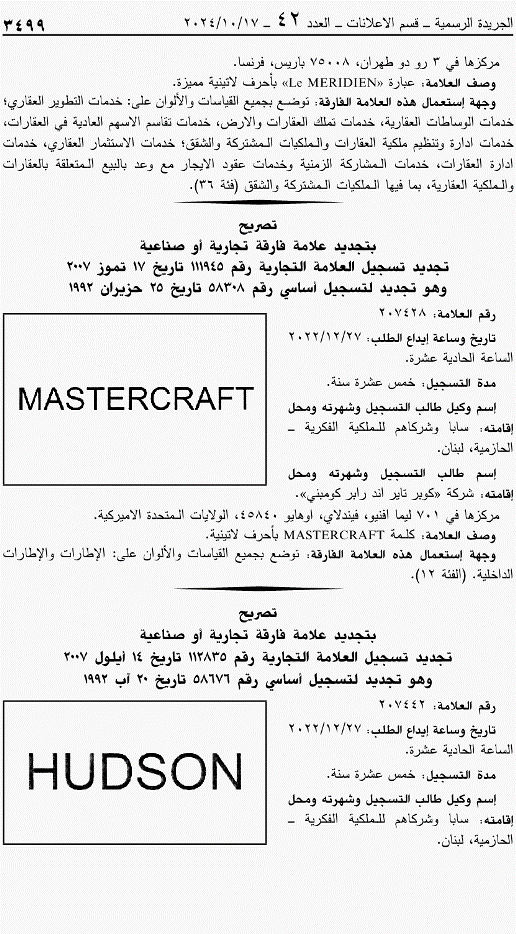 الجريدة الرسمية ـ قسم الاعلانات ـ العدد ٤٢ ـ ٢٠٢٤/١٠/١٧ ٣٤٩٩
مركزها في ٣ رو دو طهران، ٧٥٠٠٨ باريس، فرنسا.
وصف العلامة: عبارة «Le MERIDIEN» بأحرف لاتينية مميزة.
وجهة إستعمال هذه العلامة الفارقة: توضع بجميع القياسات والألوان على: خدمات التطوير العقاري؛
خدمات الوساطات العقارية، خدمات تملك العقارات والارض، خدمات تقاسم الاسهم العادية في العقارات،
خدمات ادارة وتنظيم ملكية العقارات والملكيات المشتركة والشقق؛ خدمات الاستثمار العقاري، خدمات
ادارة العقارات، خدمات المشاركة الزمنية وخدمات عقود الايجار مع وعد بالبيع المتعلقة بالعقارات
والملكية العقارية، بما فيها الملكيات المشتركة والشقق (فئة ٣٦).
تصريح
بتجديد علامة فارقة تجارية أو صناعية
تجديد تسجيل العلامة التجارية رقم ١١١٩٤٥ تاريخ ١٧ تموز ٢٠٠٧
وهو تجديد لتسجيل أساسي رقم ٥٨٣٠٨ تاريخ ٢٥ حزيران ١٩٩٢
رقم العلامة: ٢٠٧٤٢٨
تاريخ وساعة إيداع الطلب: ٢٠٢٢/١٢/٢٧
الساعة الحادية عشرة.
مدة التسجيل: خمس عشرة سنة.
إسم وكيل طالب التسجيل وشهرته ومحل
إقامته: سابا وشركاهم للملكية الفكرية ـ
الحازمية، لبنان.
إسم طالب التسجيل وشهرته ومحل
إقامته: شركة «كوبر تاير اند رابر كومبني».
MASTERCRAFT
مركزها في ٧٠١ ليما افنيو، فيندلاي، اوهايو ٤٥٨٤٠، الولايات المتحدة الاميركية.
وصف العلامة: كلمة MASTERCRAFT بأحرف لاتينية.
وجهة إستعمال هذه العلامة الفارقة: توضع بجميع القياسات والألوان على: الإطارات والإطارات
الداخلية. (الفئة ١٢).
تصريح
بتجديد علامة فارقة تجارية أو صناعية
تجديد تسجيل العلامة التجارية رقم ١١٢٨٣٥ تاريخ ١٤ أيلول ٢٠٠٧
وهو تجديد لتسجيل أساسي رقم ٥٨٦٧٦ تاريخ ٢٠ آب ١٩٩٢
رقم العلامة: ٢٠٧٤٤٢
تاريخ وساعة إيداع الطلب: ٢٠٢٢/١٢/٢٧
الساعة الحادية عشرة.
مدة التسجيل: خمس عشرة سنة.
إسم وكيل طالب التسجيل وشهرته ومحل
إقامته: سابا وشركاهم للملكية الفكرية ـ
الحازمية، لبنان.
HUDSON